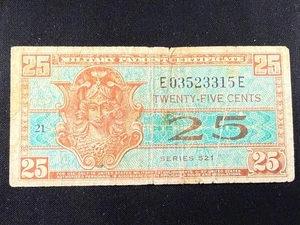 MILITARY PAYMENT CERTIFICATE
25 25
E03523315E
TWENTY-FIVE CENTS
21
25
SERIES 521
25 25